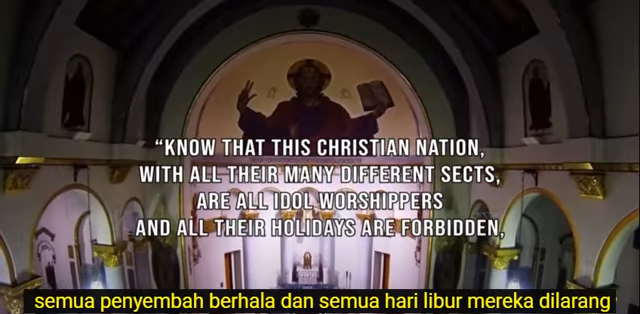 “KNOW THAT THIS CHRISTIAN NATION,
WITH ALL THEIR MANY DIFFERENT SECTS,
ARE ALL IDOL WORSHIPPERS
AND ALL THEIR HOLIDAYS ARE FORBIDDEN,
semua penyembah berhala dan semua hari libur mereka dilarang